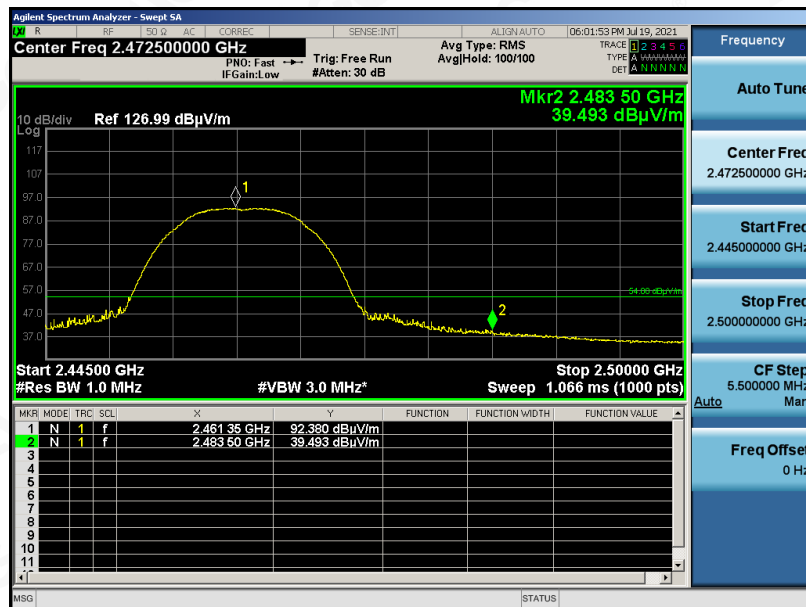 Agilent Spectrum Analyzer - Swept SA
LXI R RF 50 Ω AC CORREC SENSE:INT ALIGN AUTO 06:01:53 PM Jul 19, 2021
Center Freq 2.472500000 GHz
PNO: Fast
IFGain:Low
Trig: Free Run
#Atten: 30 dB
Avg Type: RMS
Avg|Hold: 100/100
TRACE 1 2 3 4 5 6
TYPE A WWWWW
DET A N N N N N
Mkr2 2.483 50 GHz
39.493 dBµV/m
10 dB/div Ref 126.99 dBµV/m
Log
117
107
97.0
87.0
77.0
67.0
57.0
47.0
37.0
1
2
54.00 dBµV/m
Start 2.44500 GHz Stop 2.50000 GHz
#Res BW 1.0 MHz #VBW 3.0 MHz* Sweep 1.066 ms (1000 pts)
MKR MODE TRC SCL X Y FUNCTION FUNCTION WIDTH FUNCTION VALUE
1 N 1 f 2.461 35 GHz 92.380 dBµV/m
2 N 1 f 2.483 50 GHz 39.493 dBµV/m
3
4
5
6
7
8
9
10
11
MSG STATUS
Frequency
Auto Tune
Center Freq
2.472500000 GHz
Start Freq
2.445000000 GHz
Stop Freq
2.500000000 GHz
CF Step
5.500000 MHz
Auto Man
Freq Offset
0 Hz